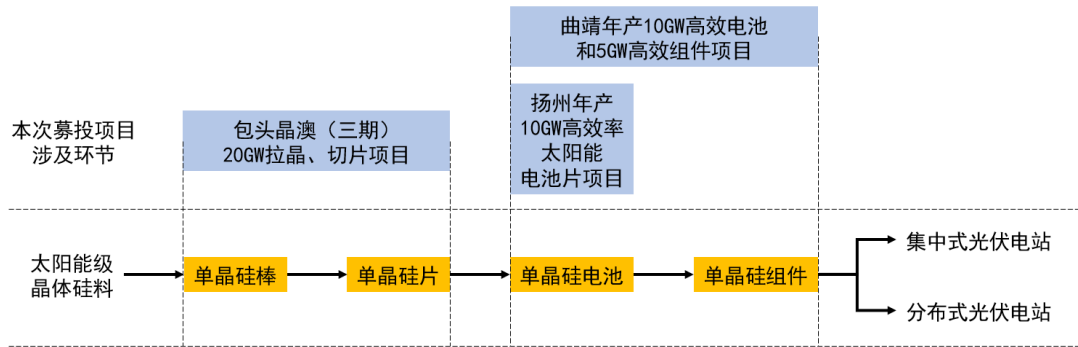 曲靖年产10GW高效电池
和5GW高效组件项目
扬州年产
10GW高效率
太阳能
电池片项目
本次募投项目
涉及环节
包头晶澳（三期）
20GW拉晶、切片项目
太阳能级
晶体硅料
单晶硅棒
单晶硅片
单晶硅电池
单晶硅组件
集中式光伏电站
分布式光伏电站